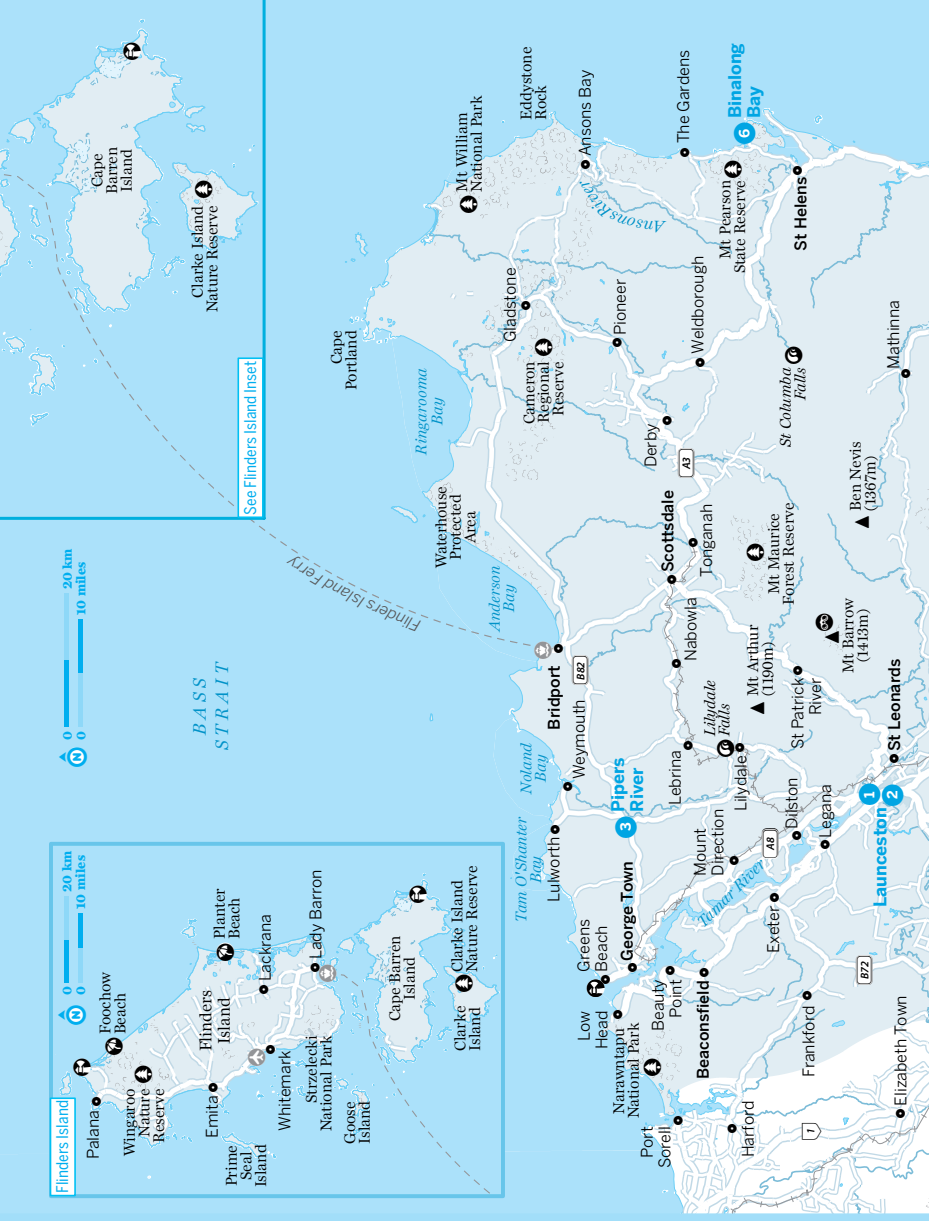 Flinders Island
0
20 km
0
10 miles
N
Palana
Foochow
Beach
Wingaroo
Nature
Reserve
Emita
Flinders
Island
Planter
Beach
Lackrana
Prime
Seal
Island
Whitemark
Lady Barron
Strzelecki
National Park
Goose
Island
Cape Barren
Island
Clarke
Island
Clarke Island
Nature Reserve
BASS
STRAIT
N
0
20 km
0
10 miles
Flinders Island Ferry
See Flinders Island Inset
Cape
Barren
Island
Clarke Island
Nature Reserve
Cape
Portland
Ringarooma
Bay
Waterhouse
Protected
Area
Anderson
Bay
Noland
Bay
Tam O'Shanter
Bay
Mt William
National Park
Eddystone
Rock
Ansons Bay
Ansons River
The Gardens
6
Binalong
Bay
Mt Pearson
State Reserve
St Helens
Gladstone
Cameron
Regional
Reserve
Pioneer
Weldborough
St Columba
Falls
Mathinna
Derby
A3
Scottsdale
Tonganah
Mt Maurice
Forest Reserve
Ben Nevis
(1367m)
Bridport
B82
Nabowla
Mt Arthur
(1190m)
Mt Barrow
(1413m)
St Patrick
River
St Leonards
Weymouth
Lulworth
3
Pipers
River
Lebrina
Lilydale
Falls
Lilydale
Mount
Direction
A8
Dilston
Legana
Launceston
1
2
Tamar River
Exeter
Greens
Beach
George Town
Low
Head
Narawntapu
National Park
Beauty
Point
Beaconsfield
Frankford
B72
Port
Sorell
Harford
1
Elizabeth Town